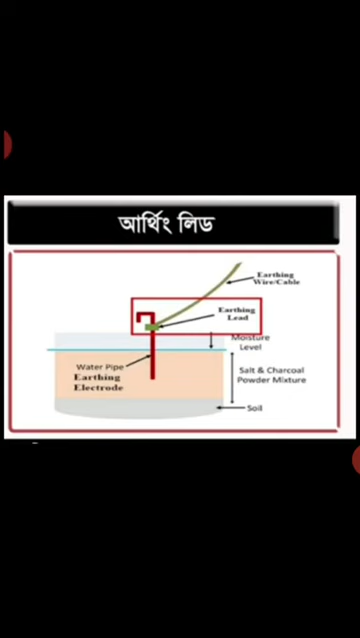 আর্থিং লিড
Earthing
Wire/Cable
Earthing
Lead
Moisture
Level
Water Pipe
Earthing
Electrode
Salt & Charcoal
Powder Mixture
Soil